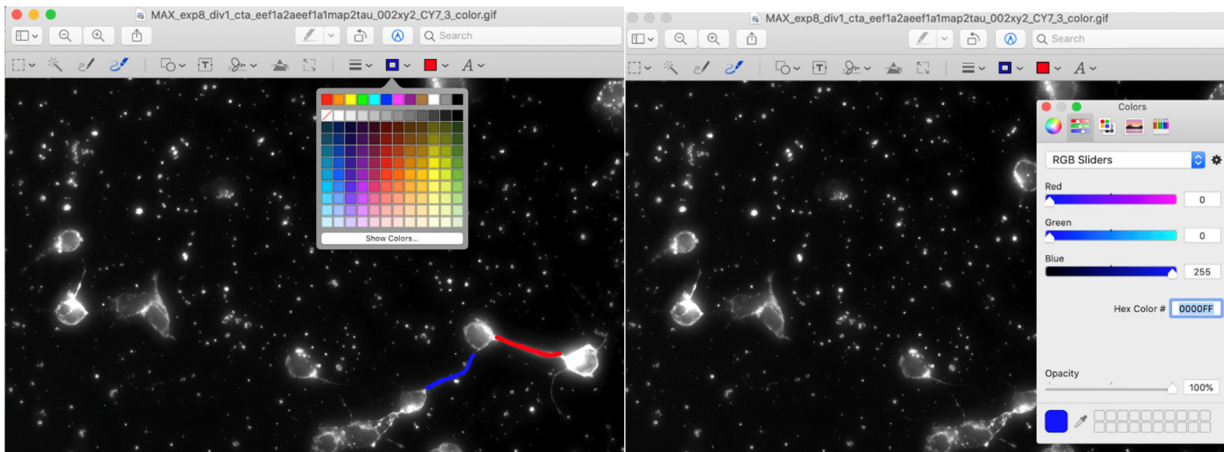 MAX_exp8_div1_cta_eef1a2aeef1a1map2tau_002xy2_CY7_3_color.gif
Search
A
Show Colors...
MAX_exp8_div1_cta_eef1a2aeef1a1map2tau_002xy2_CY7_3_color.gif
Search
A
Colors
RGB Sliders
Red
0
Green
0
Blue
255
Hex Color # 0000FF
Opacity
100%